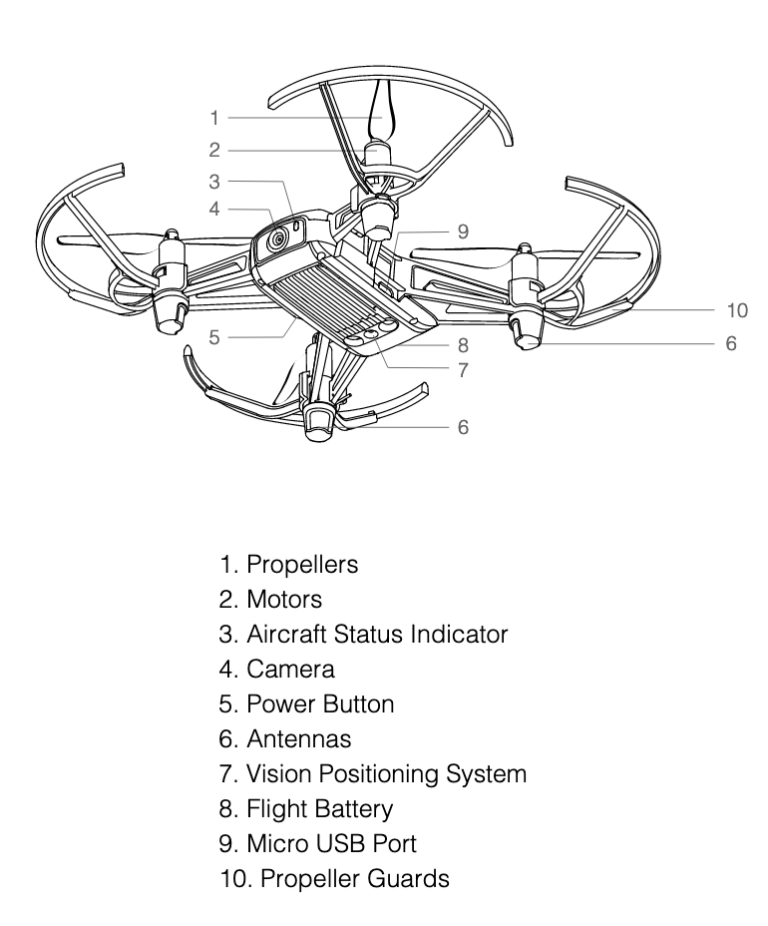 1
2
3
4
9
10
5
8
6
7
6
1. Propellers
2. Motors
3. Aircraft Status Indicator
4. Camera
5. Power Button
6. Antennas
7. Vision Positioning System
8. Flight Battery
9. Micro USB Port
10. Propeller Guards